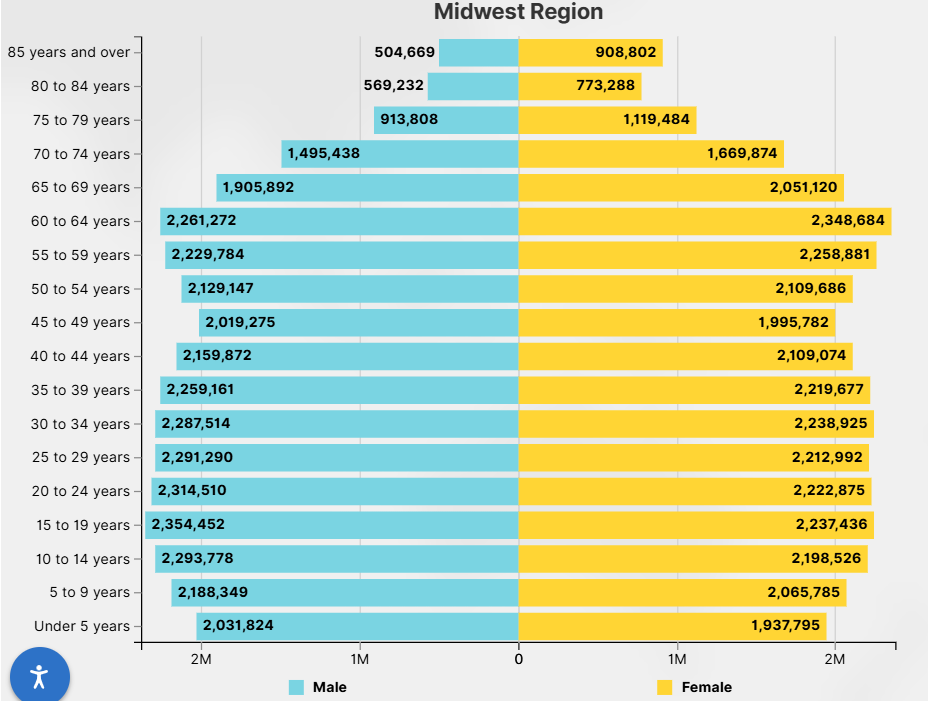 Midwest Region
85 years and over 504,669 908,802
80 to 84 years 569,232 773,288
75 to 79 years 913,808 1,119,484
70 to 74 years 1,495,438 1,669,874
65 to 69 years 1,905,892 2,051,120
60 to 64 years 2,261,272 2,348,684
55 to 59 years 2,229,784 2,258,881
50 to 54 years 2,129,147 2,109,686
45 to 49 years 2,019,275 1,995,782
40 to 44 years 2,159,872 2,109,074
35 to 39 years 2,259,161 2,219,677
30 to 34 years 2,287,514 2,238,925
25 to 29 years 2,291,290 2,212,992
20 to 24 years 2,314,510 2,222,875
15 to 19 years 2,354,452 2,237,436
10 to 14 years 2,293,778 2,198,526
5 to 9 years 2,188,349 2,065,785
Under 5 years 2,031,824 1,937,795
2M 1M 0 1M 2M
Male Female